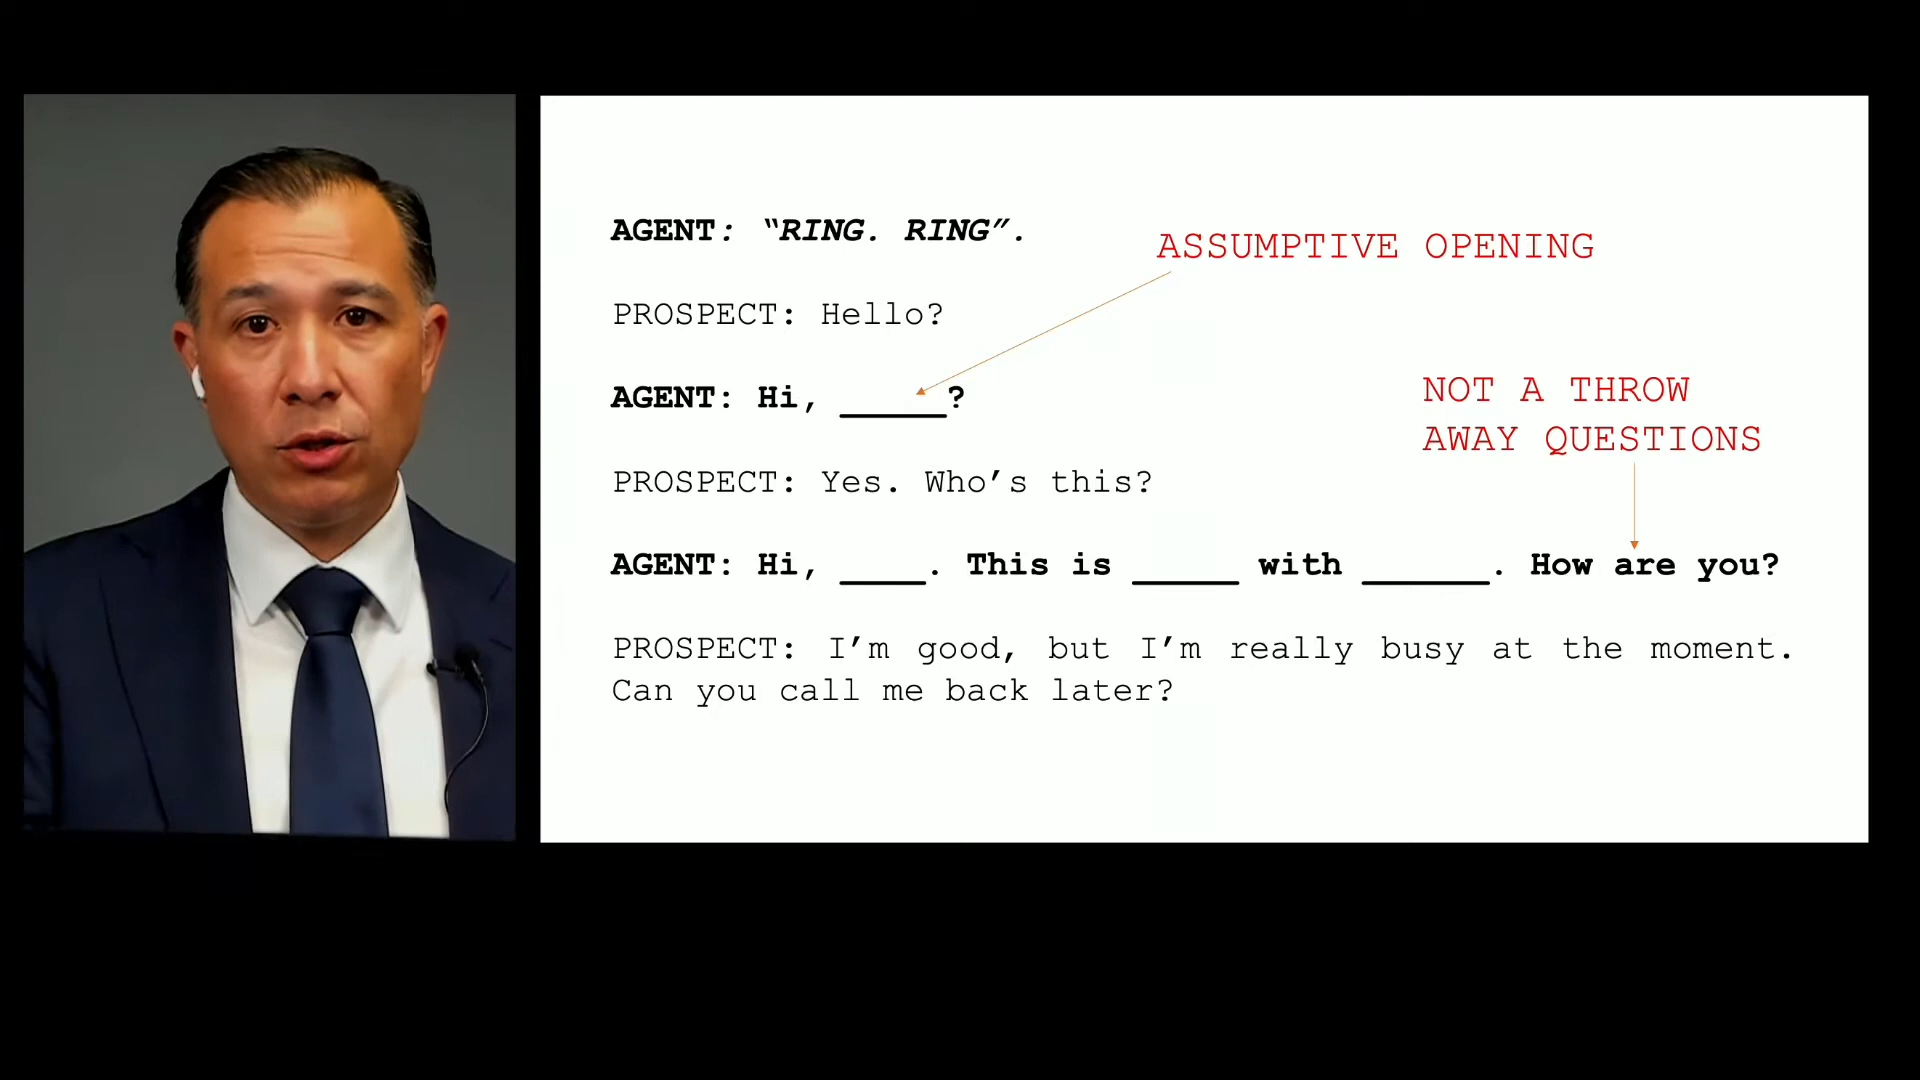 AGENT: “RING. RING”.
ASSUMPTIVE OPENING
PROSPECT: Hello?
AGENT: Hi, _____?
NOT A THROW
AWAY QUESTIONS
PROSPECT: Yes. Who’s this?
AGENT: Hi, ____. This is _____ with ______. How are you?
PROSPECT: I’m good, but I’m really busy at the moment.
Can you call me back later?